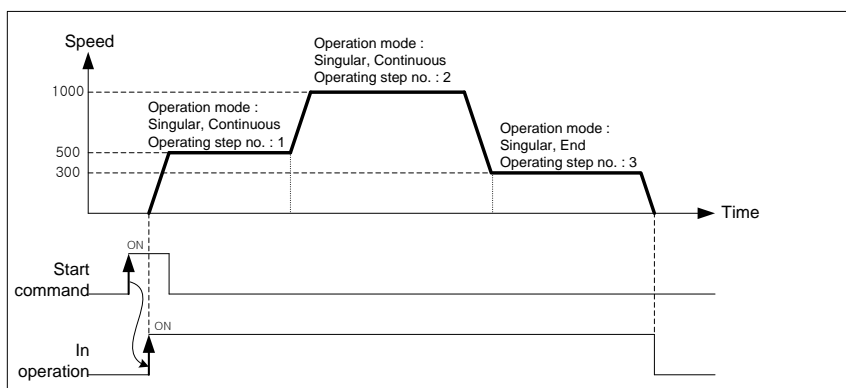 Speed
Operation mode :
Singular, Continuous
Operating step no. : 2
1000
Operation mode :
Singular, Continuous
Operating step no. : 1
Operation mode :
Singular, End
Operating step no. : 3
500
300
Time
ON
Start
command
ON
In
operation